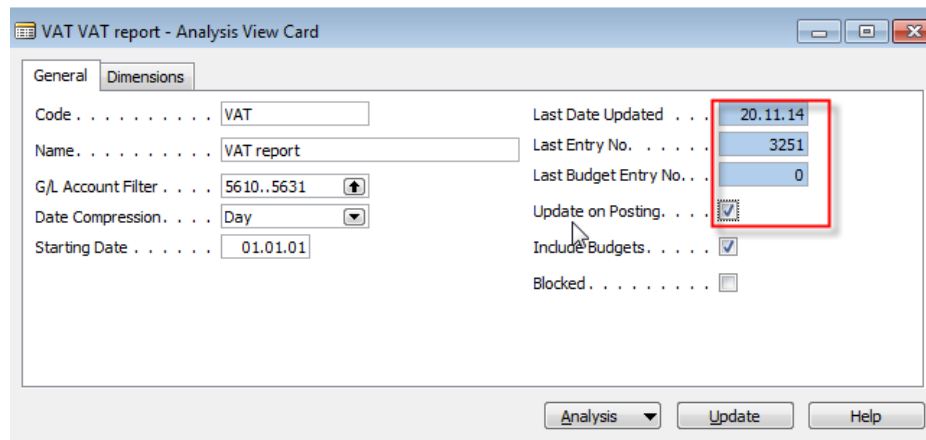 VAT VAT report - Analysis View Card
General Dimensions
Code . . . . . . . . . . VAT
Name. . . . . . . . . . . VAT report
G/L Account Filter . . . . 5610..5631
Date Compression. . . . Day
Starting Date . . . . . . 01.01.01
Last Date Updated . . . 20.11.14
Last Entry No. . . . . . 3251
Last Budget Entry No. . . 0
Update on Posting. . . .
Include Budgets. . . . .
Blocked. . . . . . . . .
Analysis Update Help